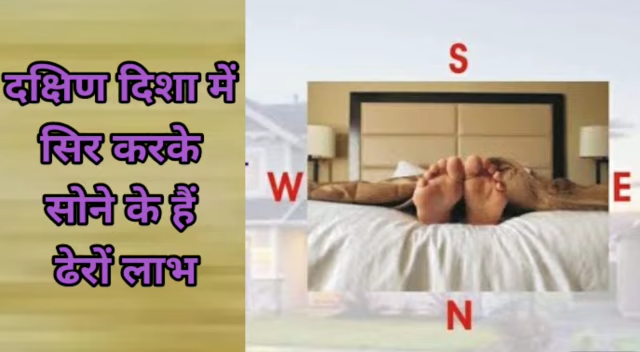 दक्षिण दिशा में
सिर करके
सोने के हैं
ढेरों लाभ
S
W
E
N